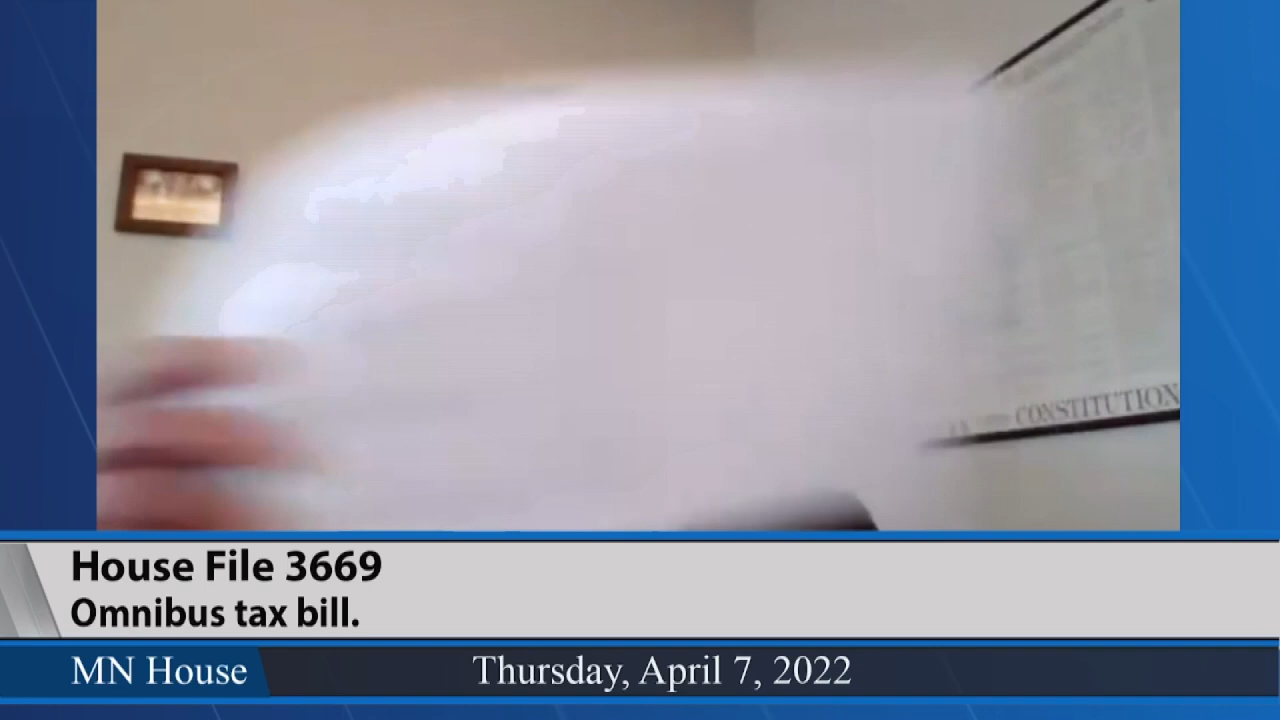 CONSTITUTION
House File 3669
Omnibus tax bill.
MN House
Thursday, April 7, 2022